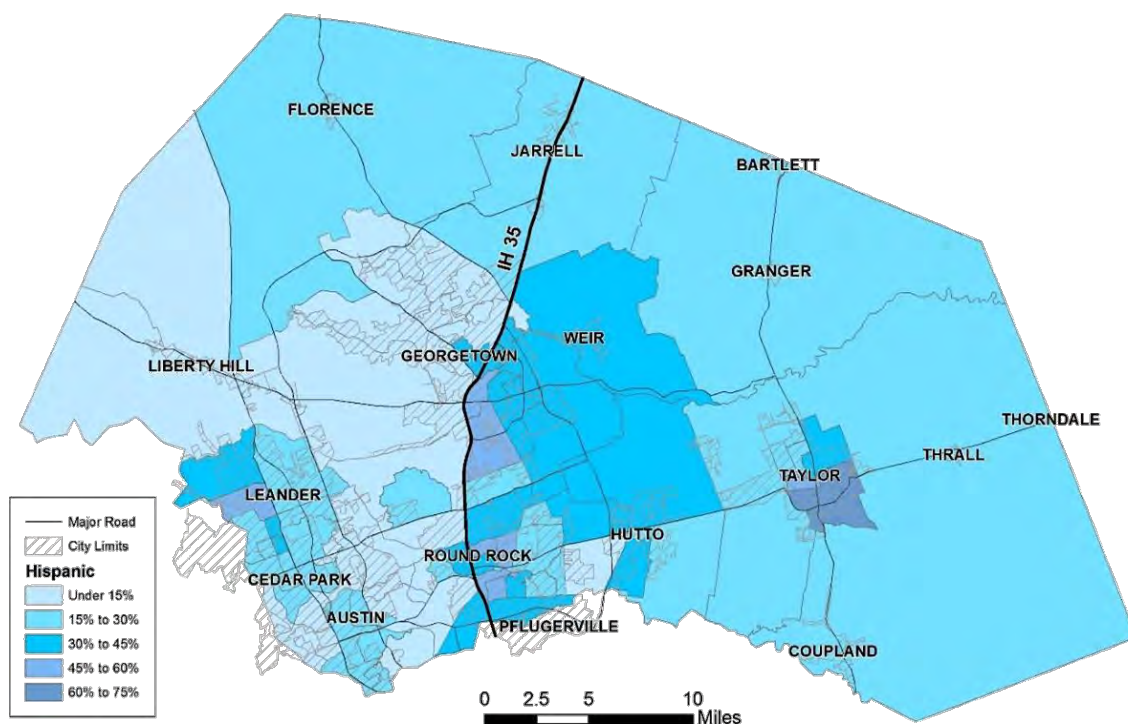 FLORENCE
JARRELL
BARTLETT
IH 35
GRANGER
WEIR
GEORGETOWN
LIBERTY HILL
THORNDALE
THRALL
TAYLOR
LEANDER
HUTTO
ROUND ROCK
CEDAR PARK
AUSTIN
PFLUGERVILLE
COUPLAND
Major Road
City Limits
Hispanic
Under 15%
15% to 30%
30% to 45%
45% to 60%
60% to 75%
0 2.5 5 10
Miles